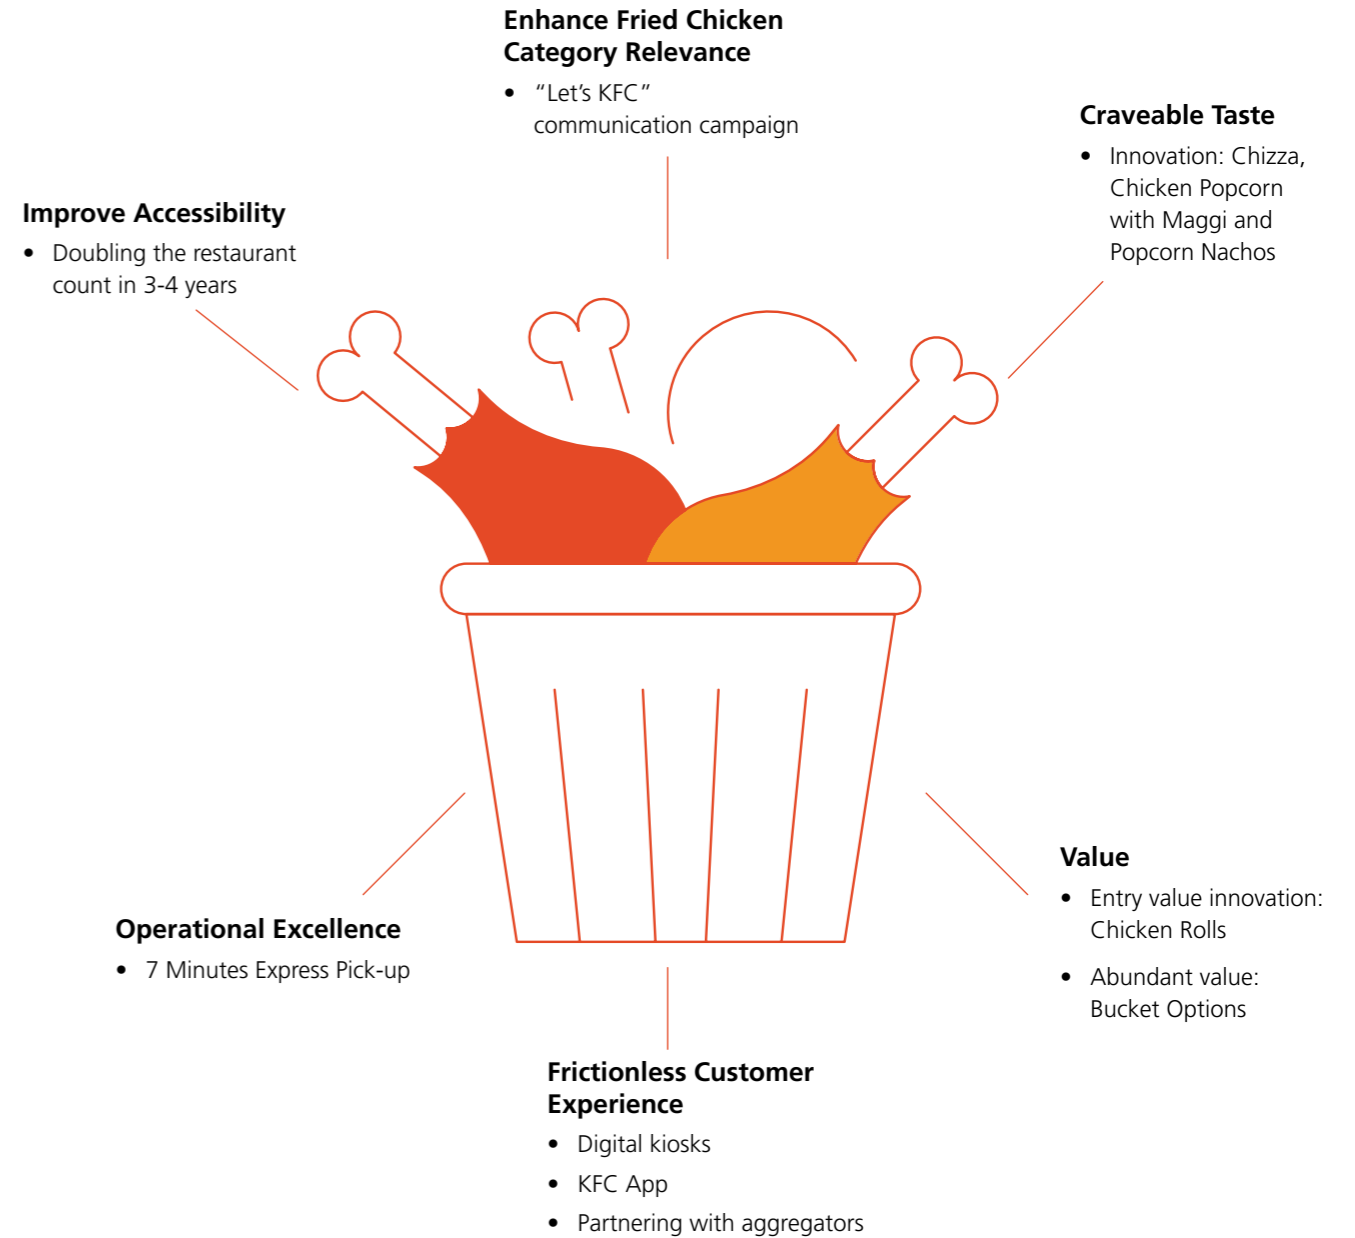 Enhance Fried Chicken
Category Relevance
• “Let’s KFC”
communication campaign
Craveable Taste
• Innovation: Chizza,
Chicken Popcorn
with Maggi and
Popcorn Nachos
Improve Accessibility
• Doubling the restaurant
count in 3-4 years
Value
• Entry value innovation:
Chicken Rolls
• Abundant value:
Bucket Options
Operational Excellence
• 7 Minutes Express Pick-up
Frictionless Customer
Experience
• Digital kiosks
• KFC App
• Partnering with aggregators